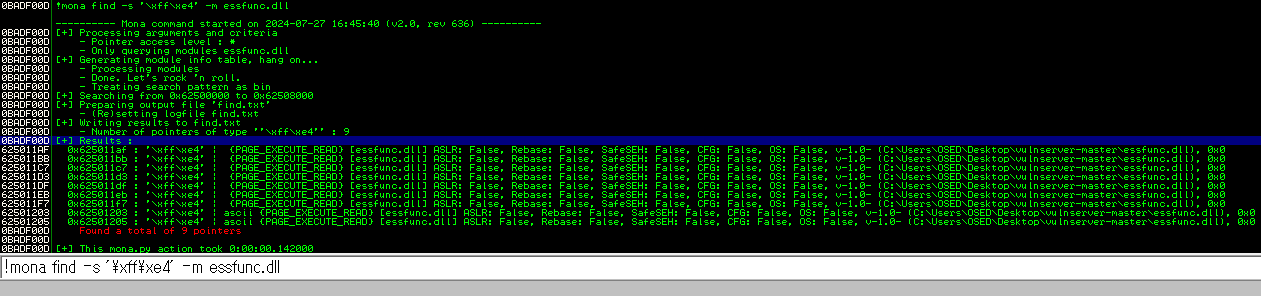 0BADF00D !mona find -s '\xff\xe4' -m essfunc.dll
---------- Mona command started on 2024-07-27 16:45:40 (v2.0, rev 636) ----------
0BADF00D [+] Processing arguments and criteria
0BADF00D - Pointer access level : *
0BADF00D - Only querying modules essfunc.dll
0BADF00D [+] Generating module info table, hang on...
0BADF00D - Processing modules
0BADF00D - Done. Let's rock 'n roll.
0BADF00D - Treating search pattern as bin
0BADF00D [+] Searching from 0x62500000 to 0x62508000
0BADF00D [+] Preparing output file 'find.txt'
0BADF00D - (Re)setting logfile find.txt
0BADF00D [+] Writing results to find.txt
0BADF00D - Number of pointers of type ''\xff\xe4'' : 9
0BADF00D [+] Results :
625011AF 0x625011af : '\xff\xe4' | {PAGE_EXECUTE_READ} [essfunc.dll] ASLR: False, Rebase: False, SafeSEH: False, CFG: False, OS: False, v-1.0- (C:\Users\OSED\Desktop\vulnserver-master\essfunc.dll), 0x0
625011BB 0x625011bb : '\xff\xe4' | {PAGE_EXECUTE_READ} [essfunc.dll] ASLR: False, Rebase: False, SafeSEH: False, CFG: False, OS: False, v-1.0- (C:\Users\OSED\Desktop\vulnserver-master\essfunc.dll), 0x0
625011C7 0x625011c7 : '\xff\xe4' | {PAGE_EXECUTE_READ} [essfunc.dll] ASLR: False, Rebase: False, SafeSEH: False, CFG: False, OS: False, v-1.0- (C:\Users\OSED\Desktop\vulnserver-master\essfunc.dll), 0x0
625011D3 0x625011d3 : '\xff\xe4' | {PAGE_EXECUTE_READ} [essfunc.dll] ASLR: False, Rebase: False, SafeSEH: False, CFG: False, OS: False, v-1.0- (C:\Users\OSED\Desktop\vulnserver-master\essfunc.dll), 0x0
625011DF 0x625011df : '\xff\xe4' | {PAGE_EXECUTE_READ} [essfunc.dll] ASLR: False, Rebase: False, SafeSEH: False, CFG: False, OS: False, v-1.0- (C:\Users\OSED\Desktop\vulnserver-master\essfunc.dll), 0x0
625011EB 0x625011eb : '\xff\xe4' | {PAGE_EXECUTE_READ} [essfunc.dll] ASLR: False, Rebase: False, SafeSEH: False, CFG: False, OS: False, v-1.0- (C:\Users\OSED\Desktop\vulnserver-master\essfunc.dll), 0x0
625011F7 0x625011f7 : '\xff\xe4' | {PAGE_EXECUTE_READ} [essfunc.dll] ASLR: False, Rebase: False, SafeSEH: False, CFG: False, OS: False, v-1.0- (C:\Users\OSED\Desktop\vulnserver-master\essfunc.dll), 0x0
62501203 0x62501203 : '\xff\xe4' | ascii {PAGE_EXECUTE_READ} [essfunc.dll] ASLR: False, Rebase: False, SafeSEH: False, CFG: False, OS: False, v-1.0- (C:\Users\OSED\Desktop\vulnserver-master\essfunc.dll), 0x0
62501205 0x62501205 : '\xff\xe4' | ascii {PAGE_EXECUTE_READ} [essfunc.dll] ASLR: False, Rebase: False, SafeSEH: False, CFG: False, OS: False, v-1.0- (C:\Users\OSED\Desktop\vulnserver-master\essfunc.dll), 0x0
0BADF00D Found a total of 9 pointers
0BADF00D
0BADF00D [+] This mona.py action took 0:00:00.142000
!mona find -s '\xff\xe4' -m essfunc.dll